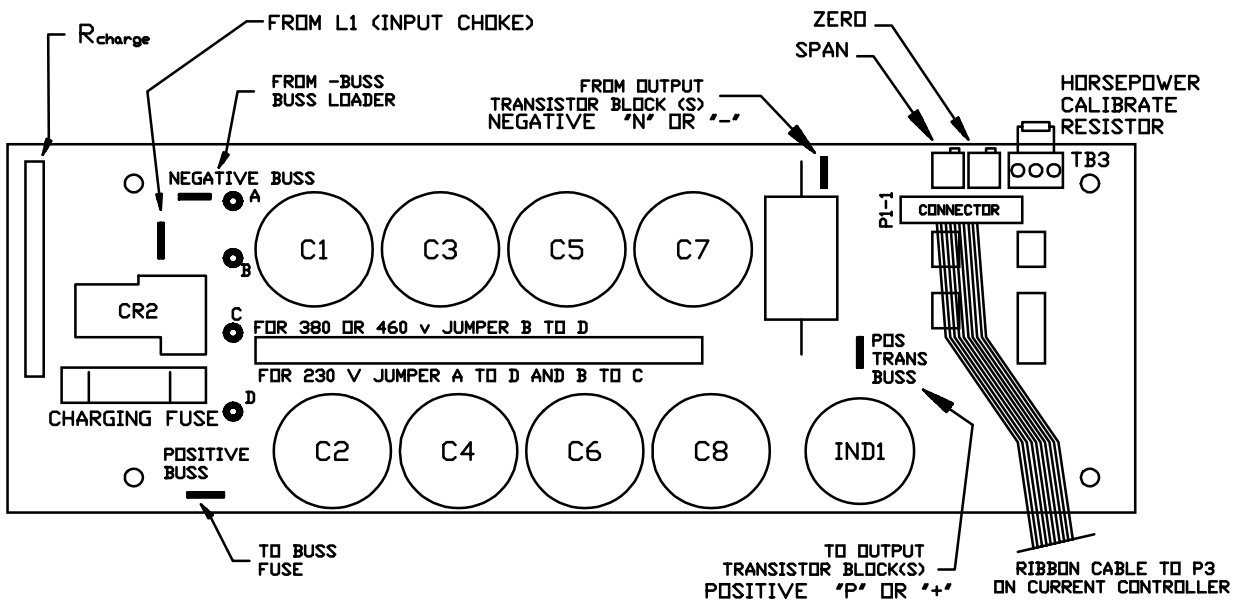 Rcharge
FROM L1 (INPUT CHOKE)
FROM -BUSS
BUSS LOADER
FROM OUTPUT
TRANSISTOR BLOCK (S)
NEGATIVE "N" OR "-"
ZERO
SPAN
HORSEPOWER
CALIBRATE
RESISTOR
TB3
NEGATIVE BUSS
A
B
C
D
P1-1
CONNECTOR
C1
C3
C5
C7
CR2
FOR 380 OR 460 v JUMPER B TO D
FOR 230 V JUMPER A TO D AND B TO C
POS
TRANS
BUSS
CHARGING FUSE
POSITIVE
BUSS
C2
C4
C6
C8
IND1
TO BUSS
FUSE
TO OUTPUT
TRANSISTOR BLOCK(S)
POSITIVE "P" OR "+"
RIBBON CABLE TO P3
ON CURRENT CONTROLLER